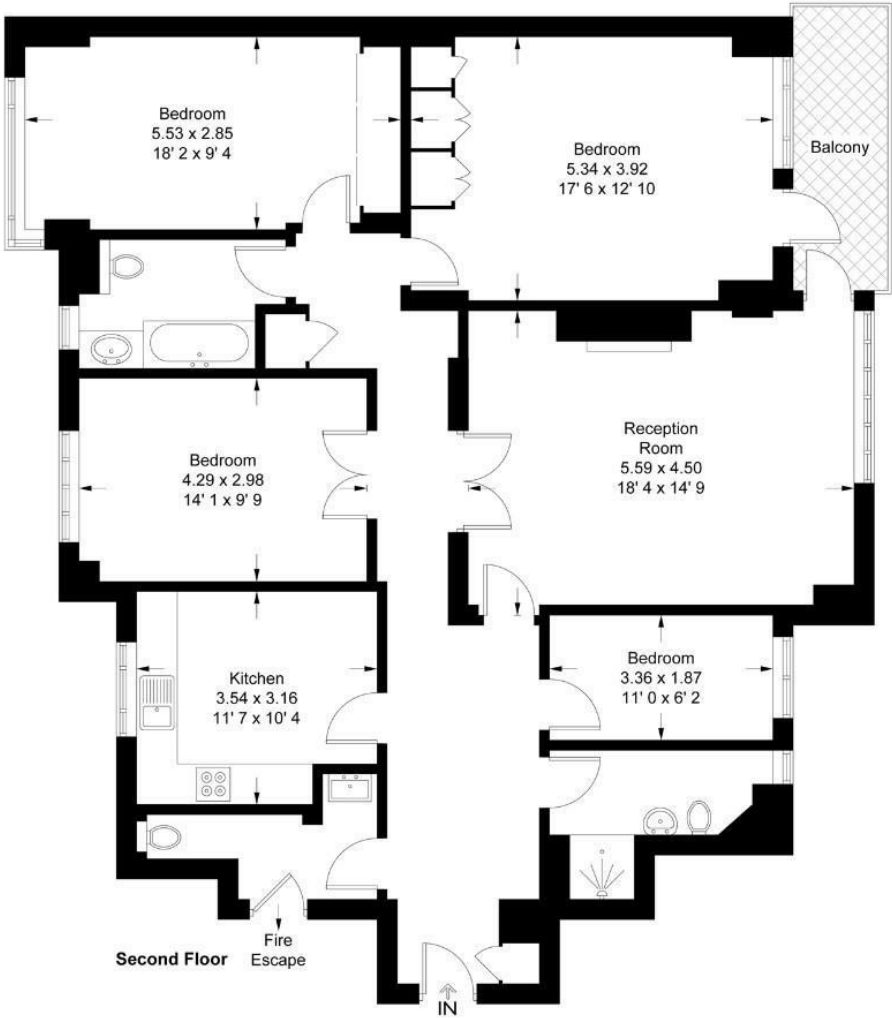 Bedroom
5.53 x 2.85
18' 2 x 9' 4
Bedroom
5.34 x 3.92
17' 6 x 12' 10
Balcony
Reception
Room
5.59 x 4.50
18' 4 x 14' 9
Bedroom
4.29 x 2.98
14' 1 x 9' 9
Kitchen
3.54 x 3.16
11' 7 x 10' 4
Bedroom
3.36 x 1.87
11' 0 x 6' 2
Second Floor
Fire
Escape
IN